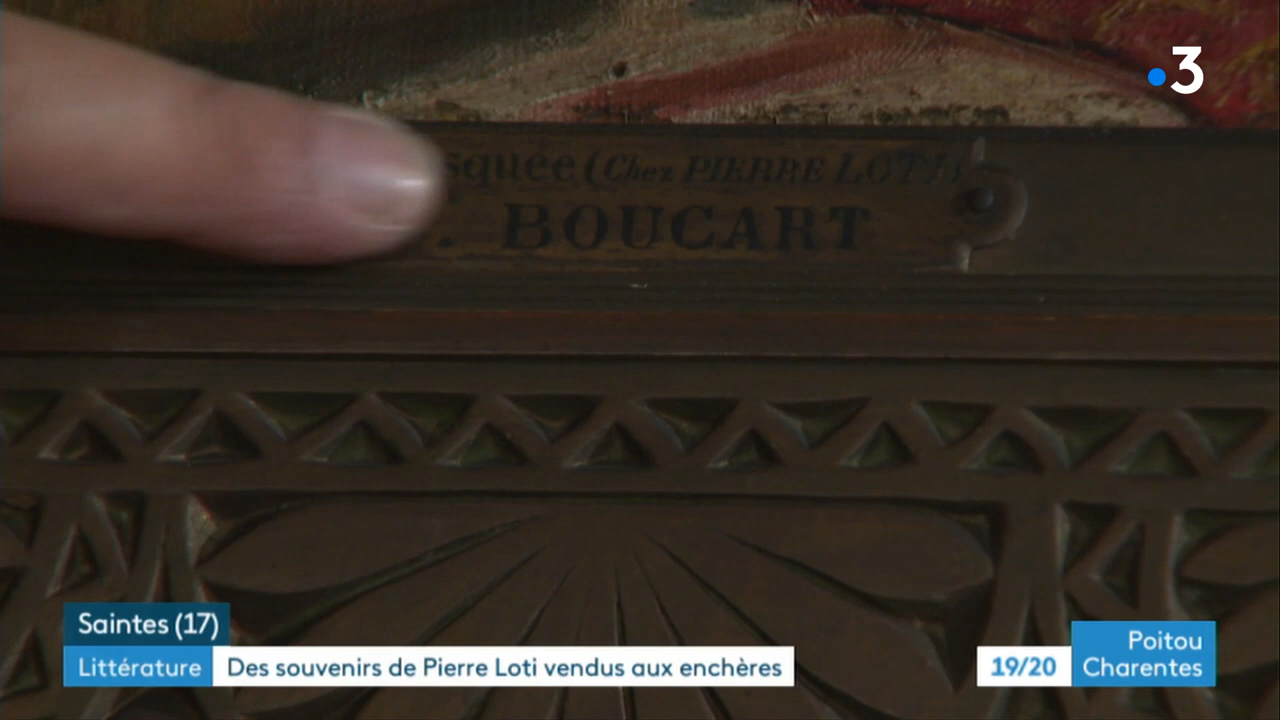 3
squée (Chez PIERRE LOTI)
. BOUCART
Saintes (17)
Littérature
Des souvenirs de Pierre Loti vendus aux enchères
19/20
Poitou
Charentes